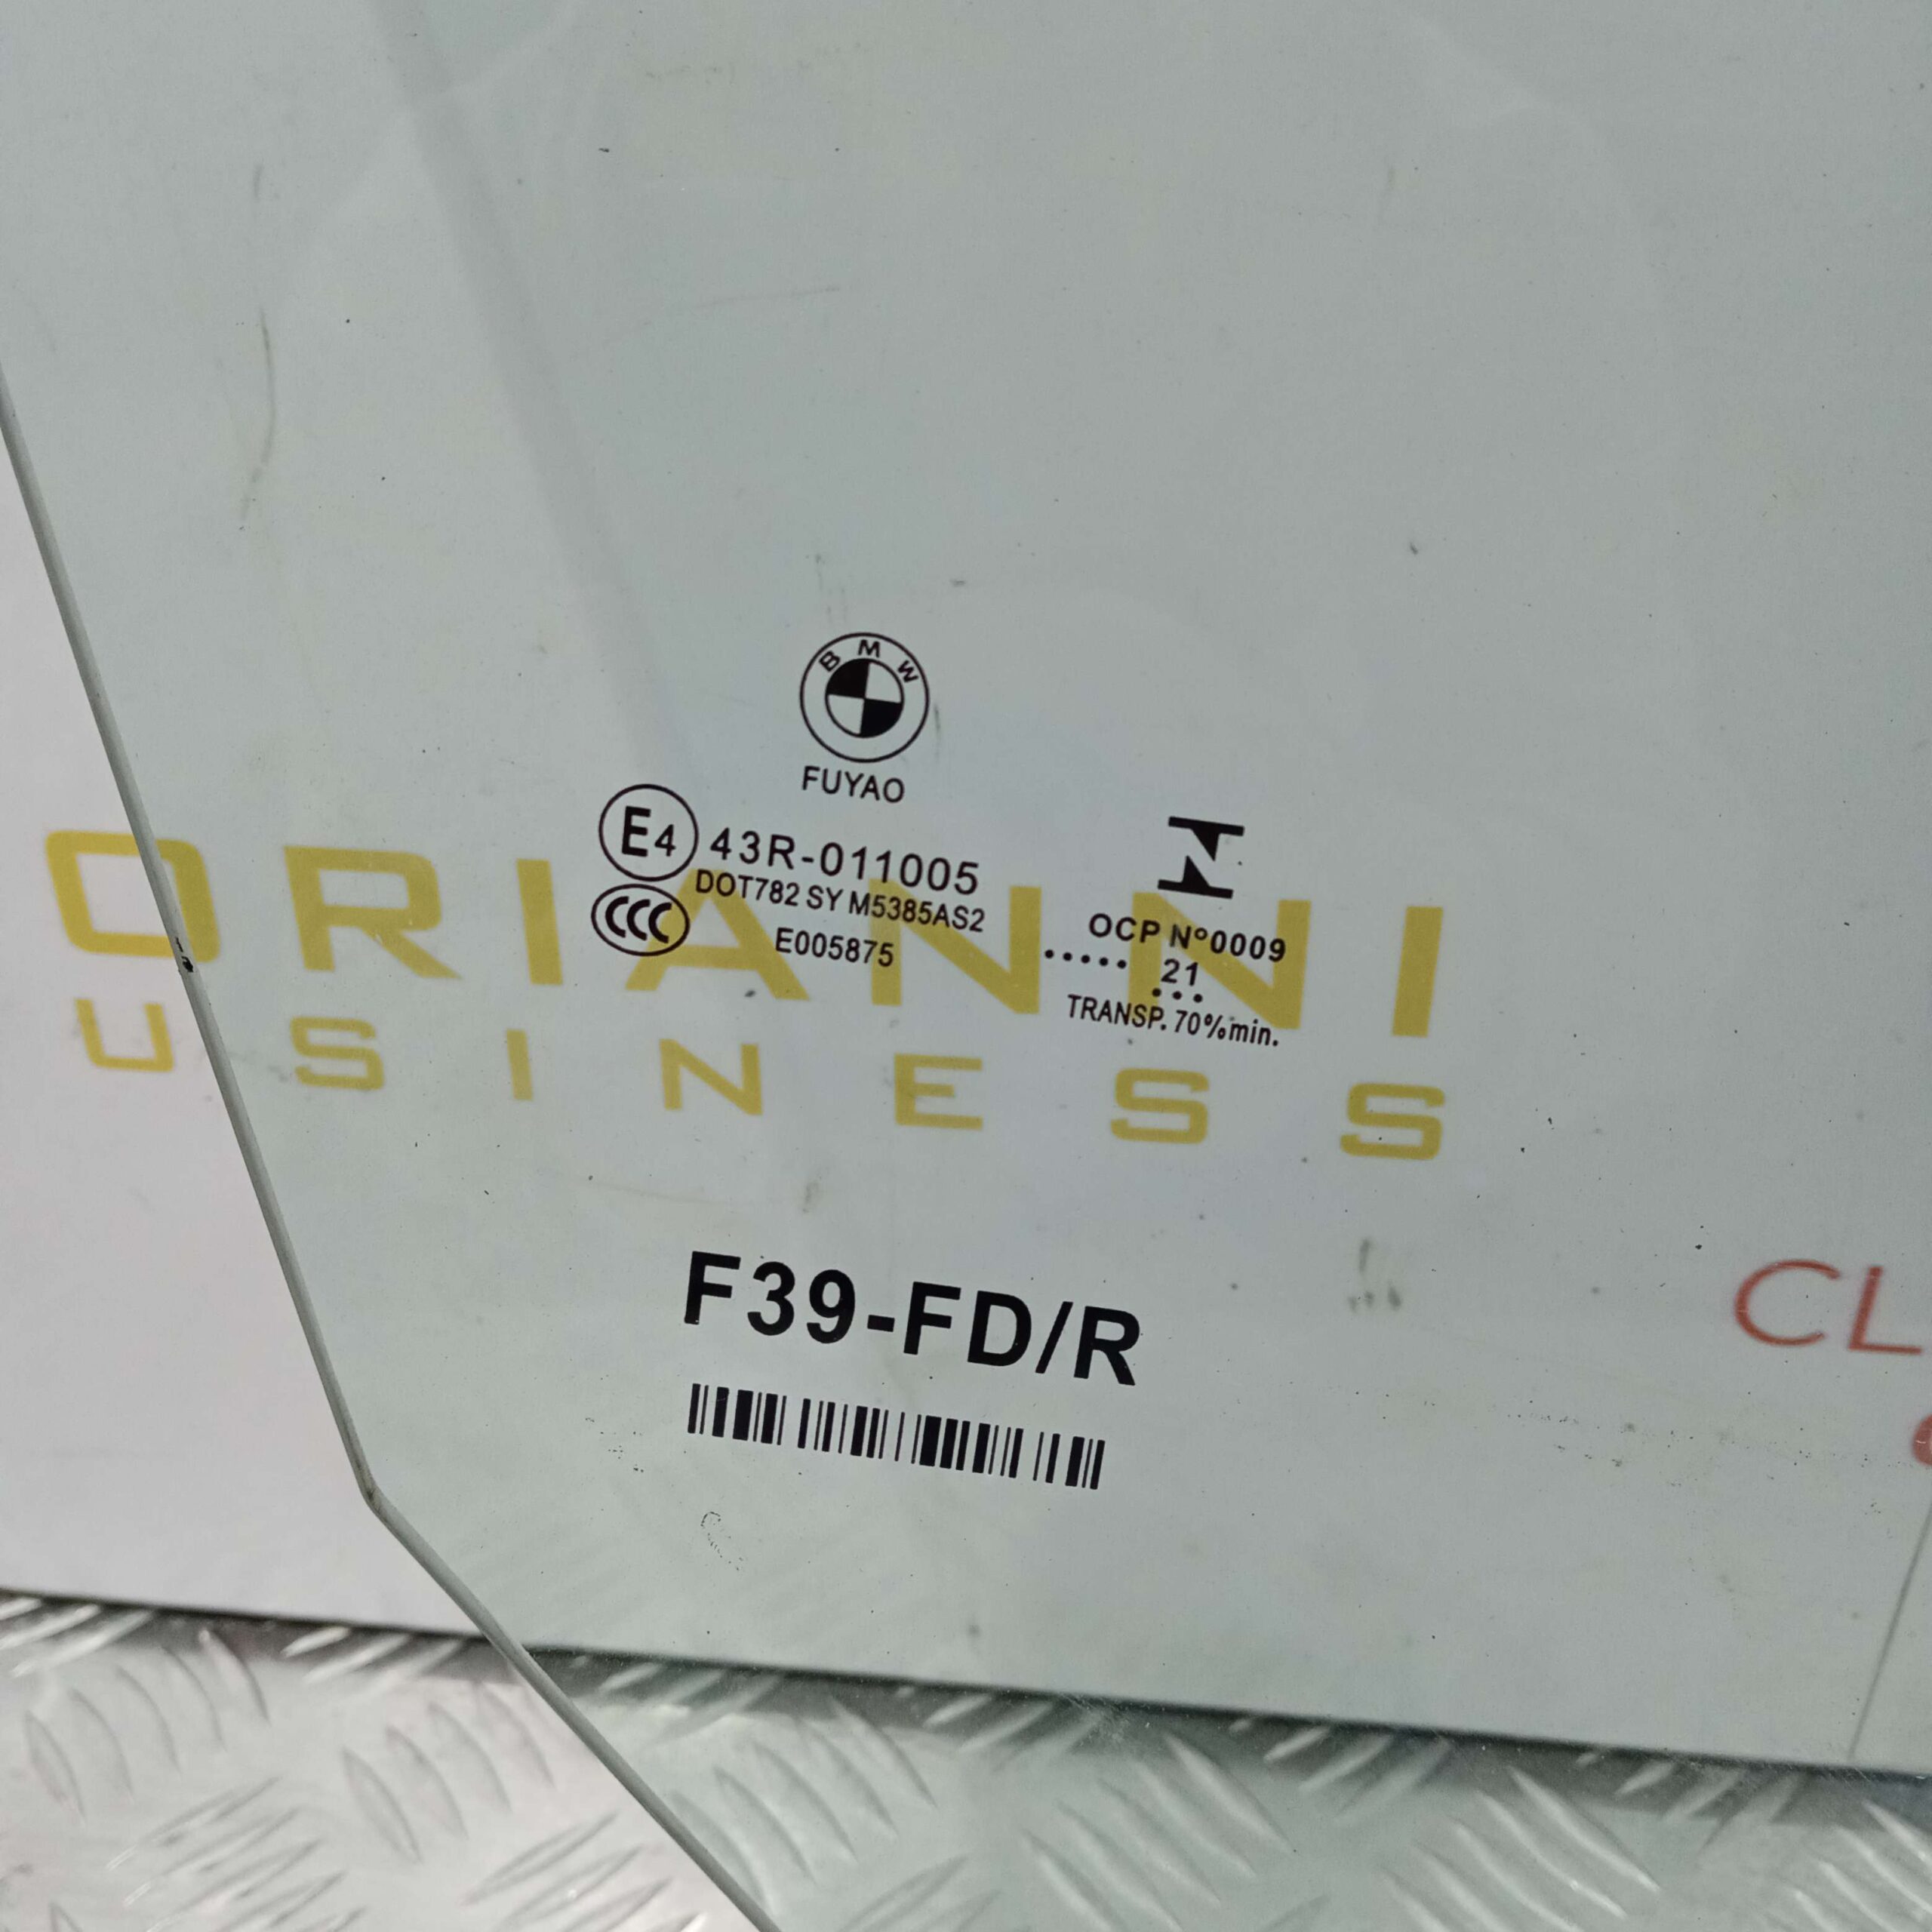 BMW
FUYAO
E4 43R-011005
DOT782 SY M5385AS2
CCC
E005875
OCP Nº0009
..... 21
...
TRANSP. 70%min.
ORIANNI
USINESS
F39-FD/R
CL